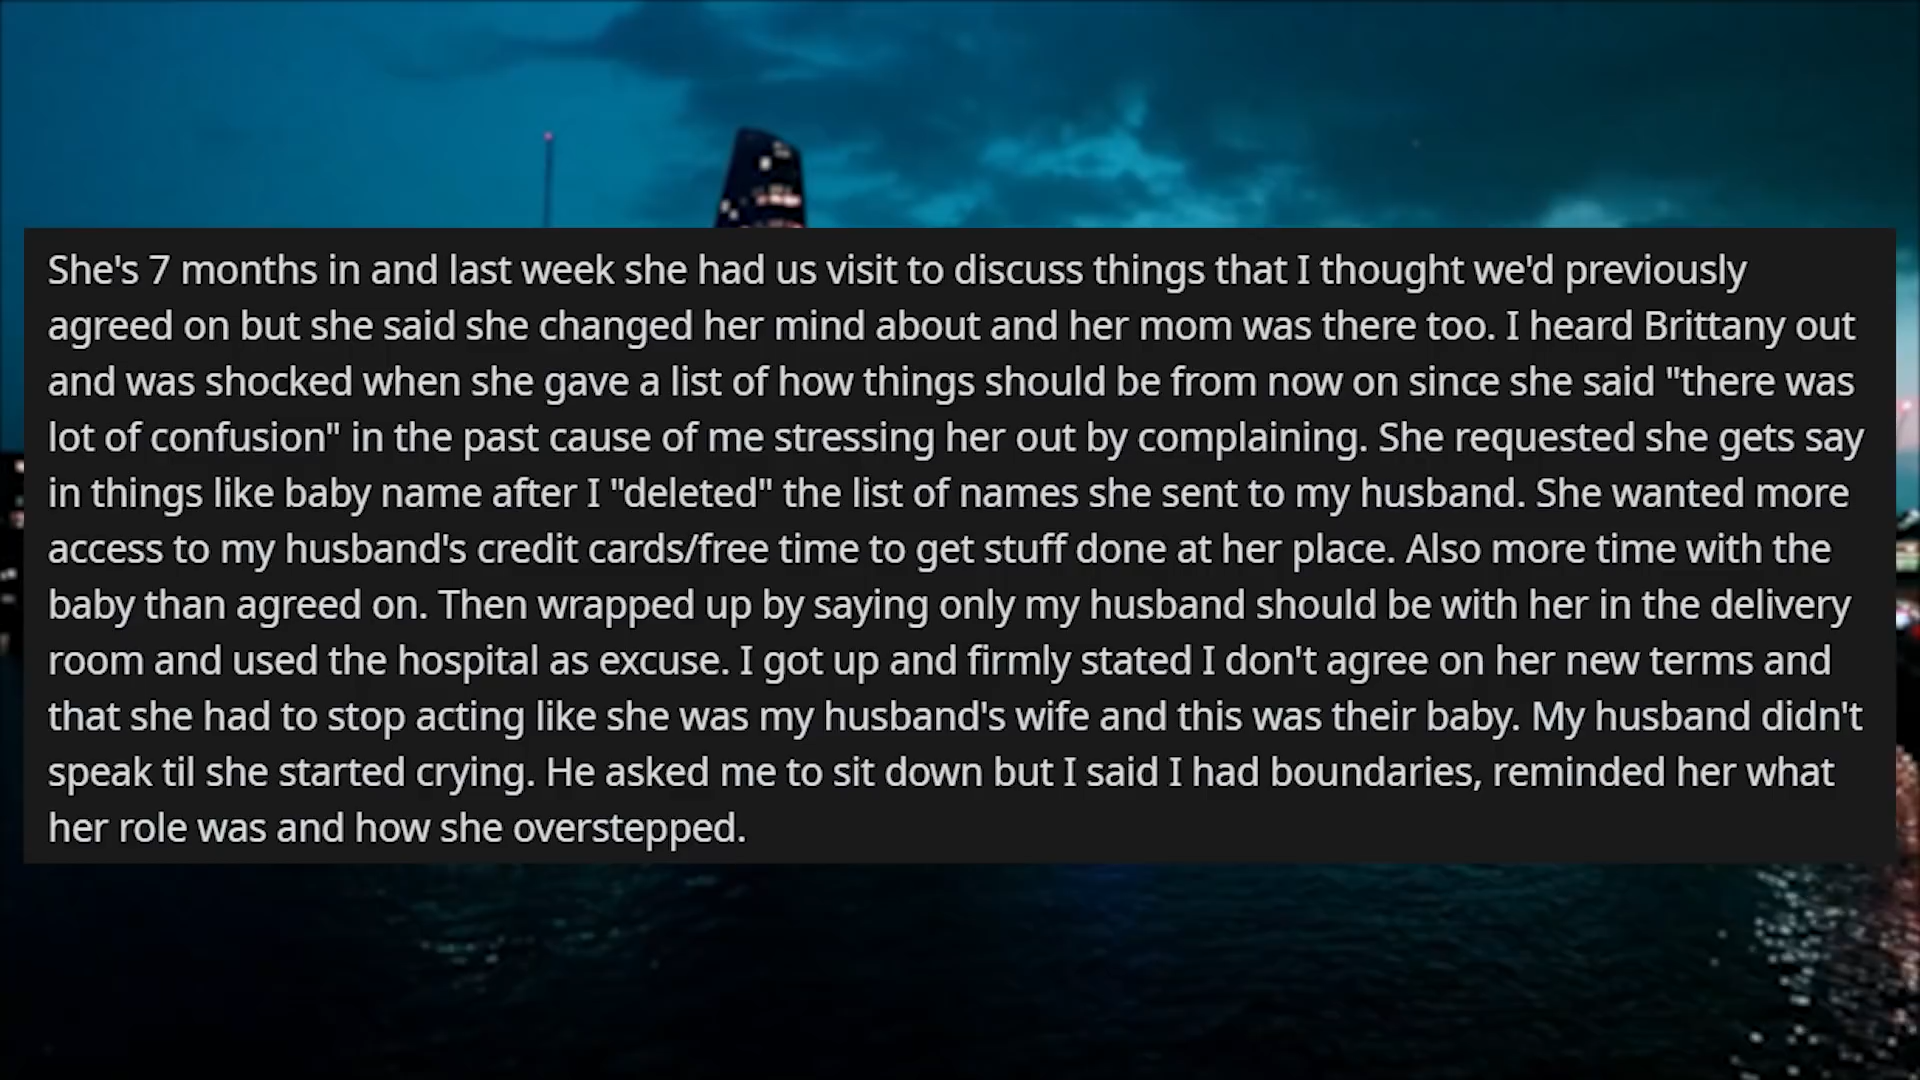 She's 7 months in and last week she had us visit to discuss things that I thought we'd previously
agreed on but she said she changed her mind about and her mom was there too. I heard Brittany out
and was shocked when she gave a list of how things should be from now on since she said "there was
lot of confusion" in the past cause of me stressing her out by complaining. She requested she gets say
in things like baby name after I "deleted" the list of names she sent to my husband. She wanted more
access to my husband's credit cards/free time to get stuff done at her place. Also more time with the
baby than agreed on. Then wrapped up by saying only my husband should be with her in the delivery
room and used the hospital as excuse. I got up and firmly stated I don't agree on her new terms and
that she had to stop acting like she was my husband's wife and this was their baby. My husband didn't
speak til she started crying. He asked me to sit down but I said I had boundaries, reminded her what
her role was and how she overstepped.